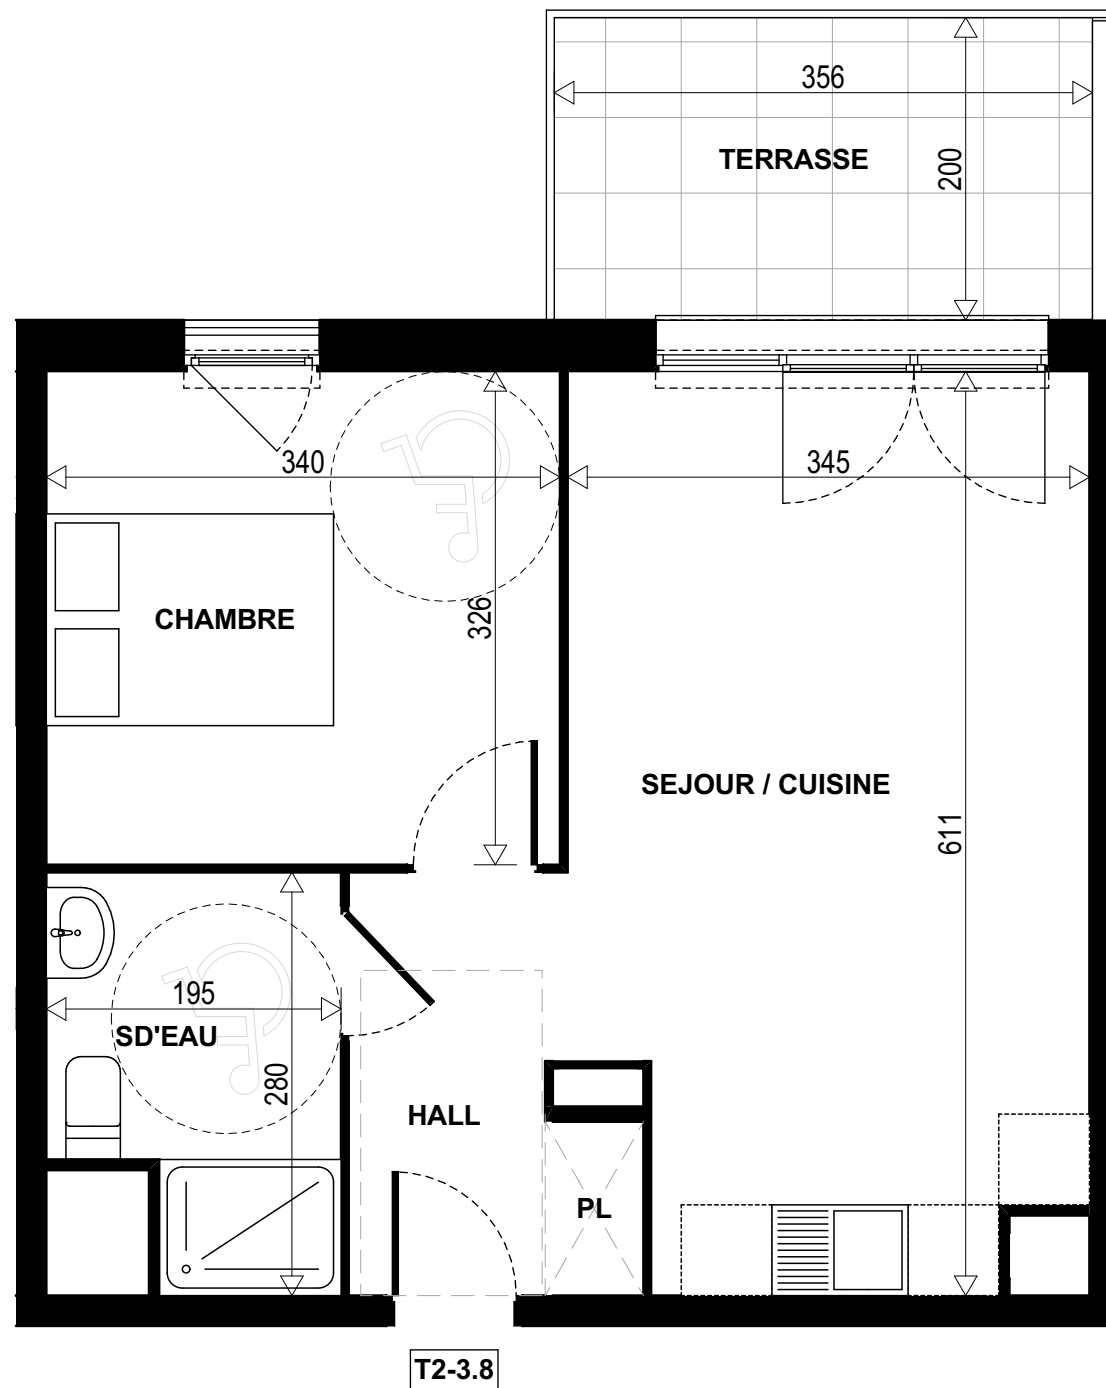 356
TERRASSE
200
340
345
CHAMBRE
326
SEJOUR / CUISINE
611
195
SD'EAU
280
HALL
PL
T2-3.8